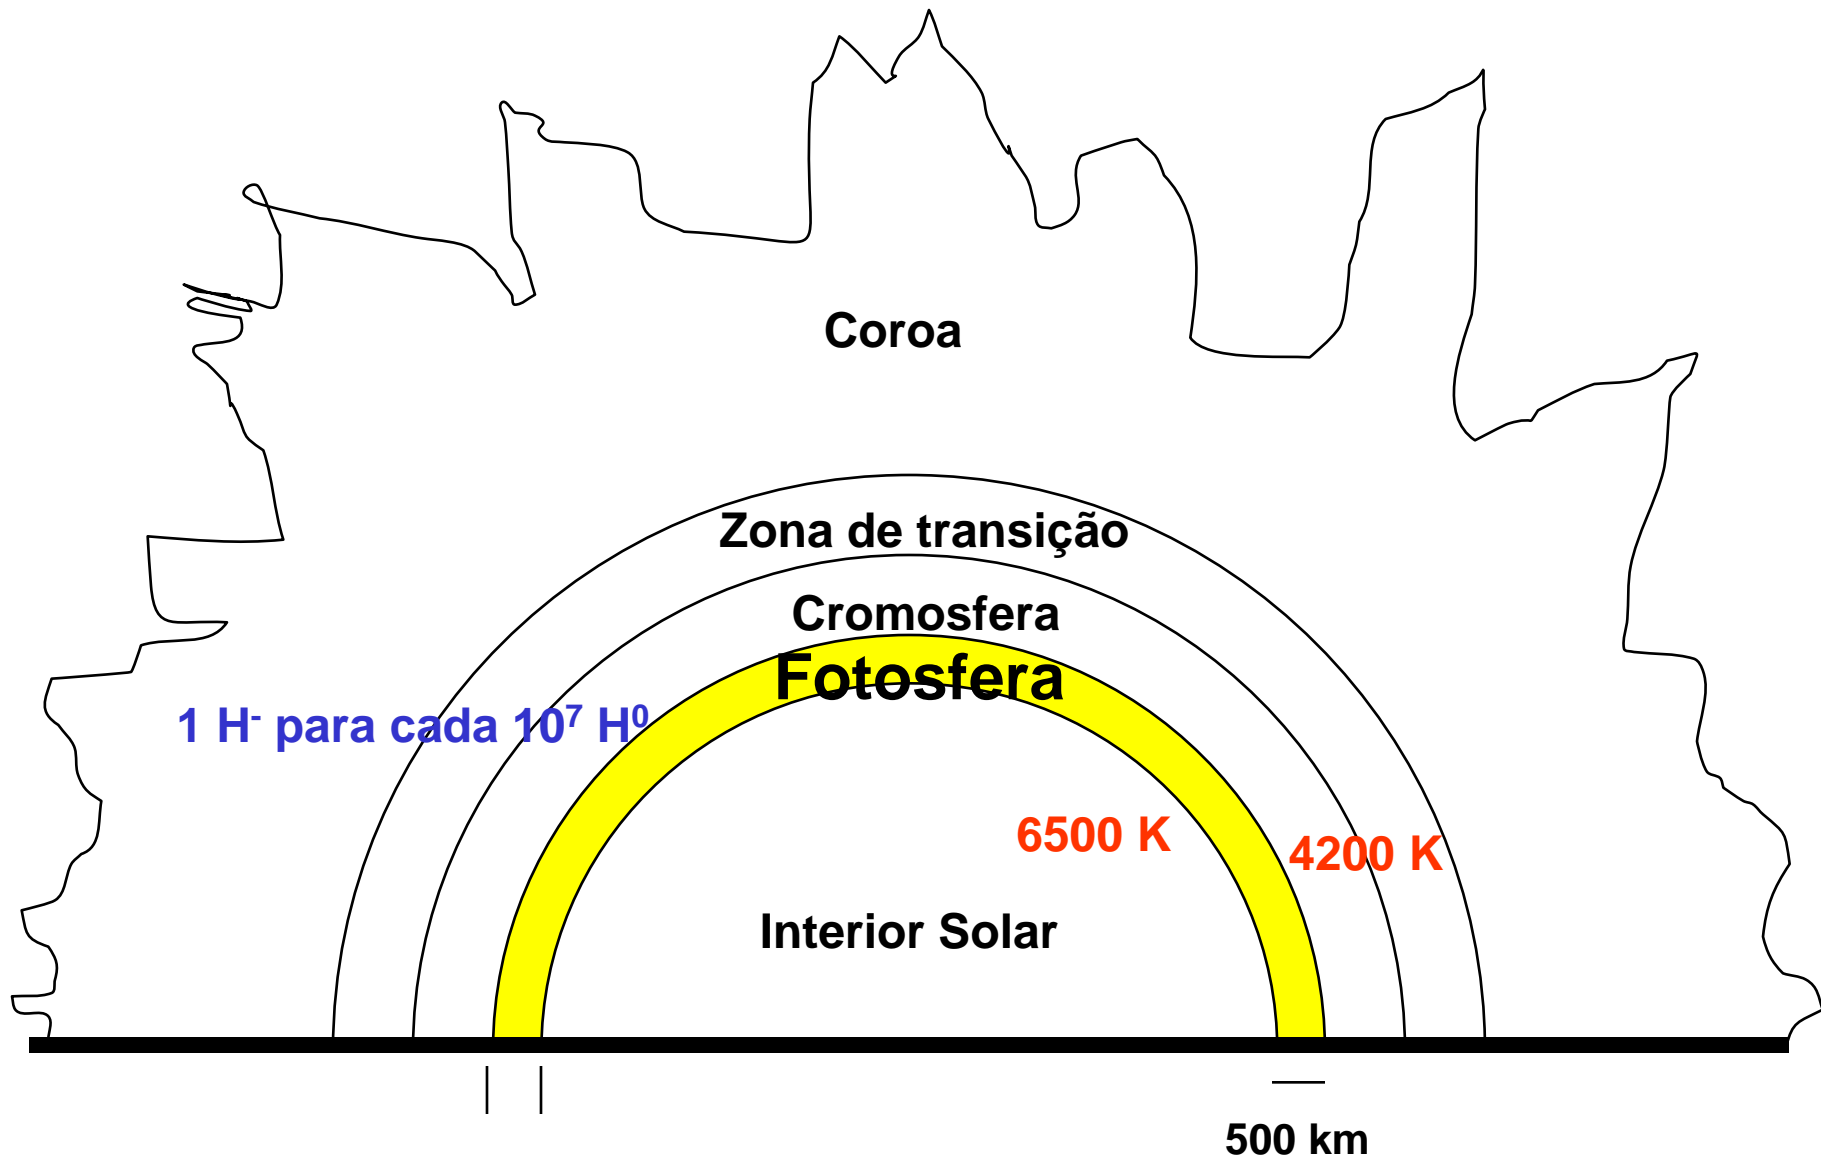 Coroa
Zona de transição
Cromosfera
Fotosfera
1 H⁻ para cada 10⁷ H⁰
6500 K
4200 K
Interior Solar
500 km